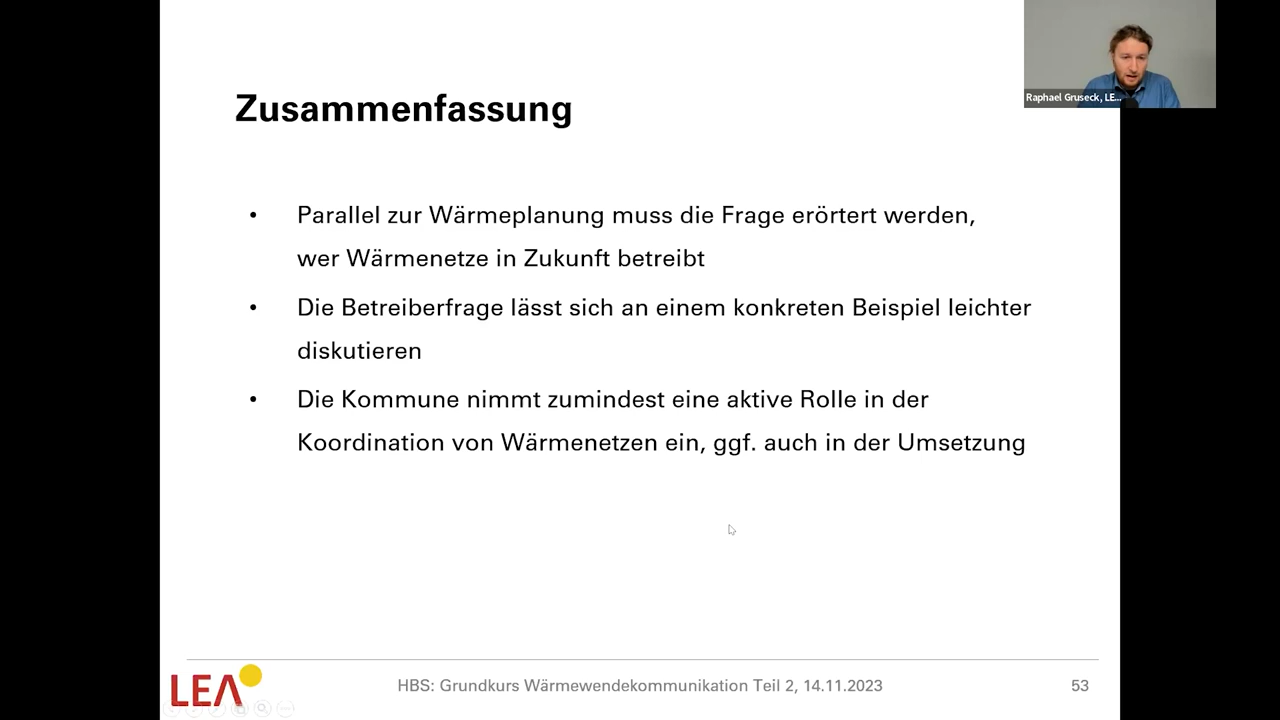 Raphael Gruseck, LE...
Zusammenfassung
• Parallel zur Wärmeplanung muss die Frage erörtert werden,
wer Wärmenetze in Zukunft betreibt
• Die Betreiberfrage lässt sich an einem konkreten Beispiel leichter
diskutieren
• Die Kommune nimmt zumindest eine aktive Rolle in der
Koordination von Wärmenetzen ein, ggf. auch in der Umsetzung
LEA
HBS: Grundkurs Wärmewendekommunikation Teil 2, 14.11.2023
53